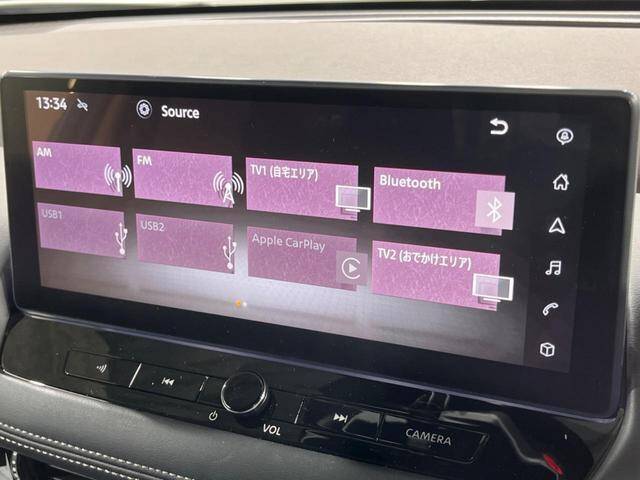 13:34
Source
AM
FM
TV1 (自宅エリア)
Bluetooth
USB1
USB2
Apple CarPlay
TV2 (おでかけエリア)
VOL
CAMERA